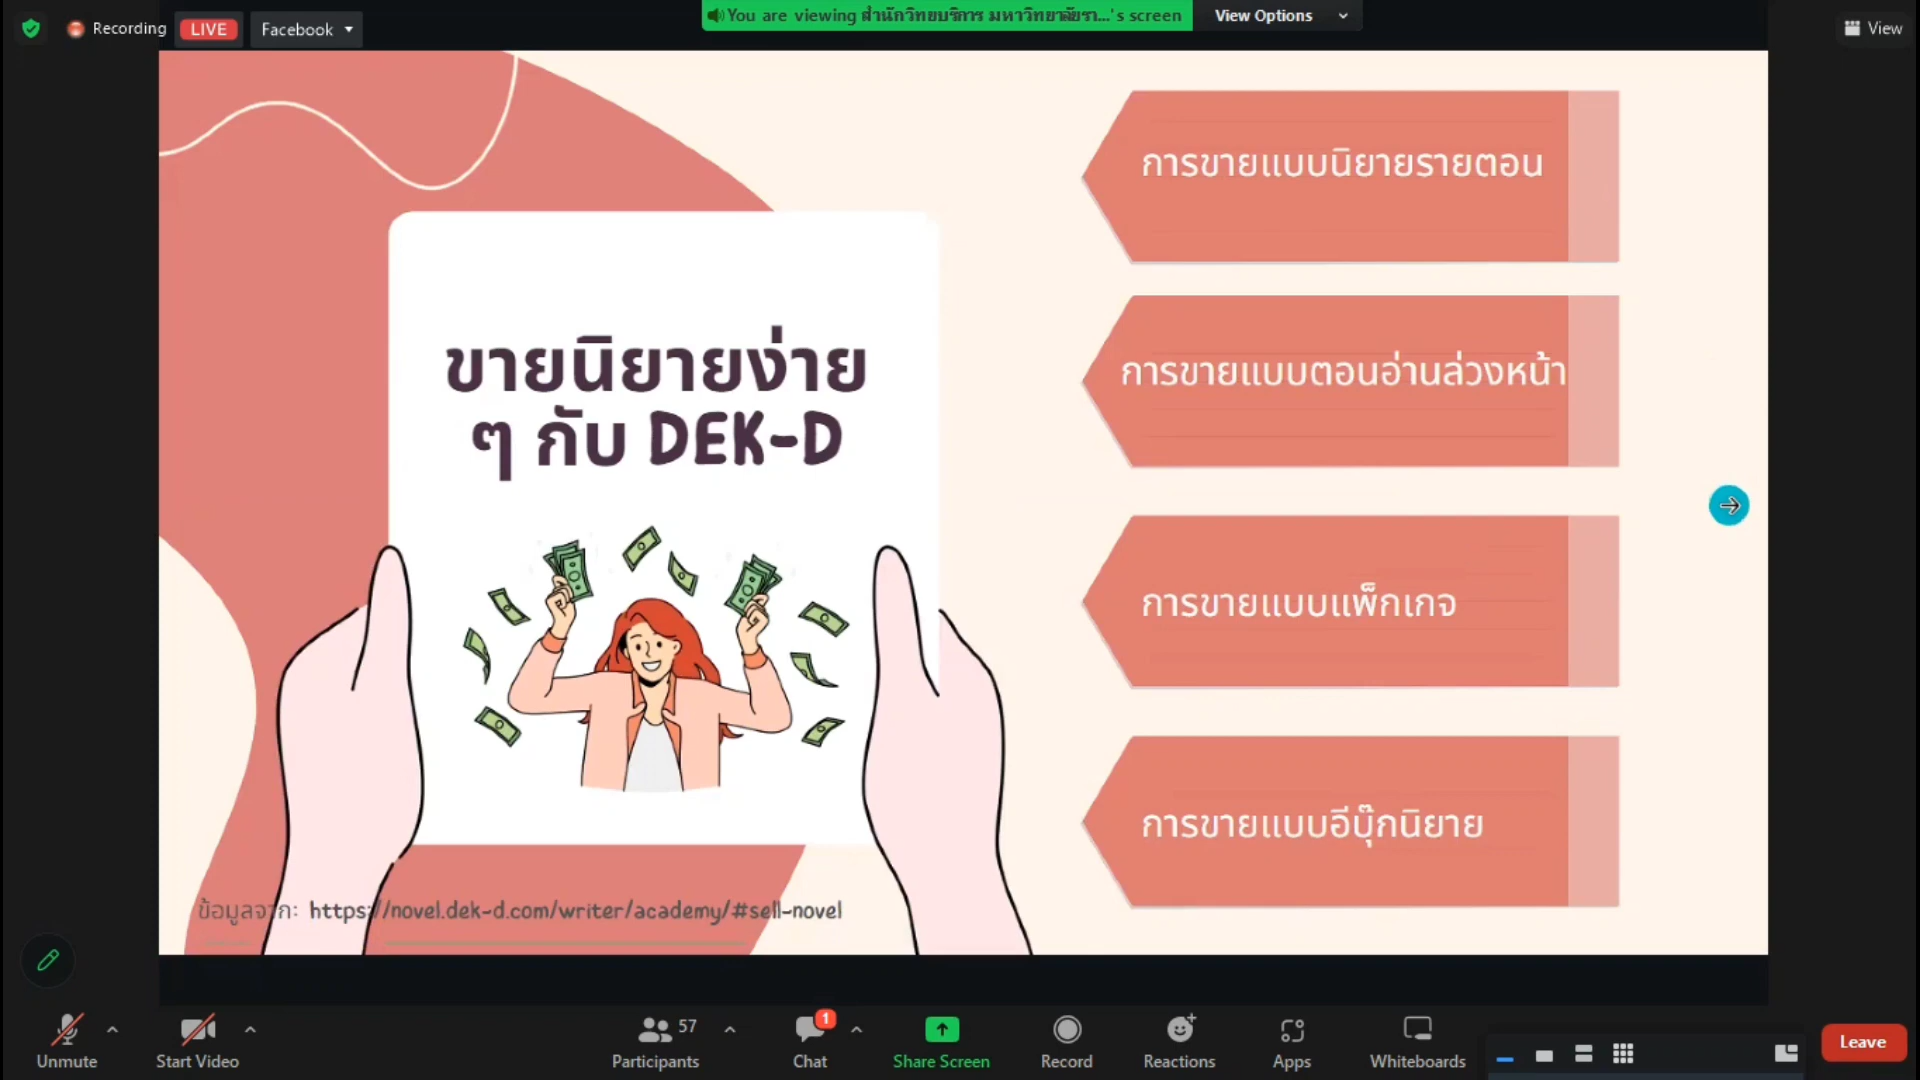 Recording
LIVE
Facebook
You are viewing สำนักวิทยบริการ มหาวิทยาลัยรา...'s screen
View Options
View
การขายแบบนิยายรายตอน
การขายแบบตอนอ่านล่วงหน้า
การขายแบบแพ็กเกจ
การขายแบบอีบุ๊กนิยาย
ขายนิยายง่าย
ๆ กับ DEK-D
ข้อมูลจาก: https://novel.dek-d.com/writer/academy/#sell-novel
Unmute
Start Video
57
Participants
1
Chat
Share Screen
Record
Reactions
Apps
Whiteboards
Leave